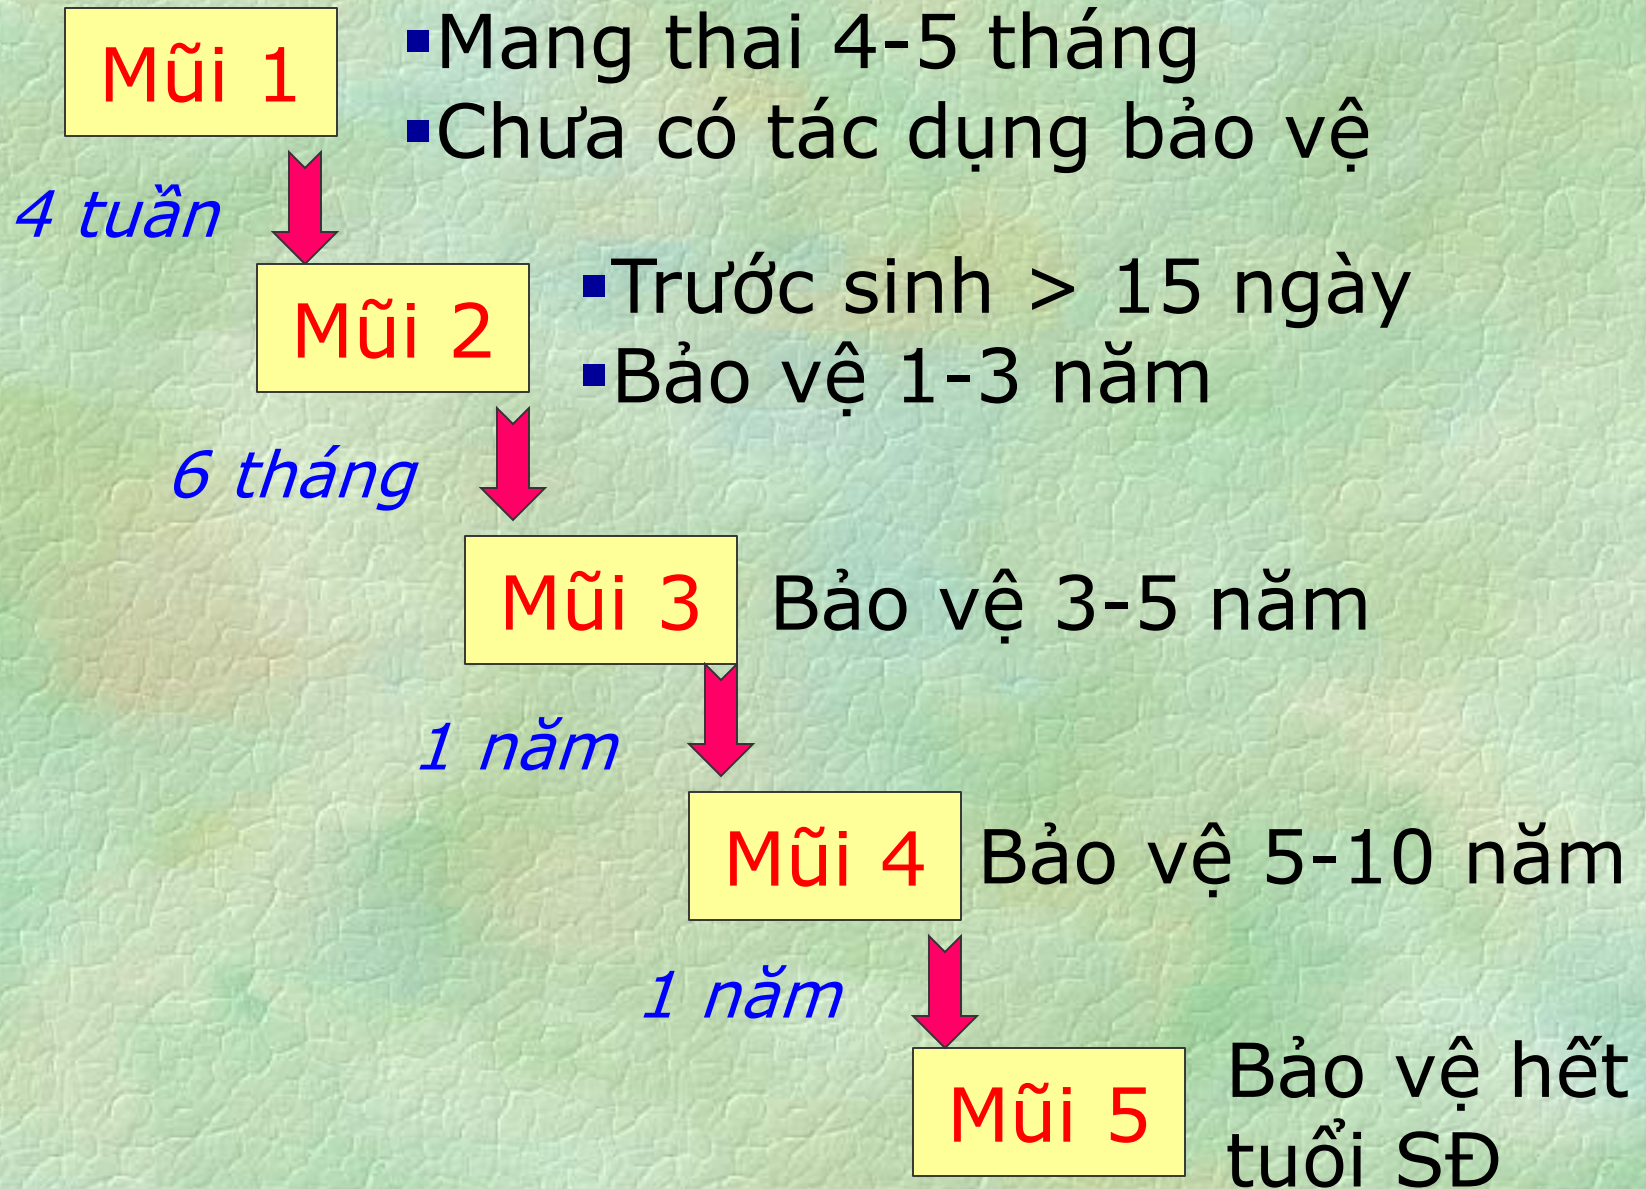 Mũi 1
▪Mang thai 4-5 tháng
▪Chưa có tác dụng bảo vệ
4 tuần
Mũi 2
▪Trước sinh > 15 ngày
▪Bảo vệ 1-3 năm
6 tháng
Mũi 3
Bảo vệ 3-5 năm
1 năm
Mũi 4
Bảo vệ 5-10 năm
1 năm
Mũi 5
Bảo vệ hết
tuổi SĐ